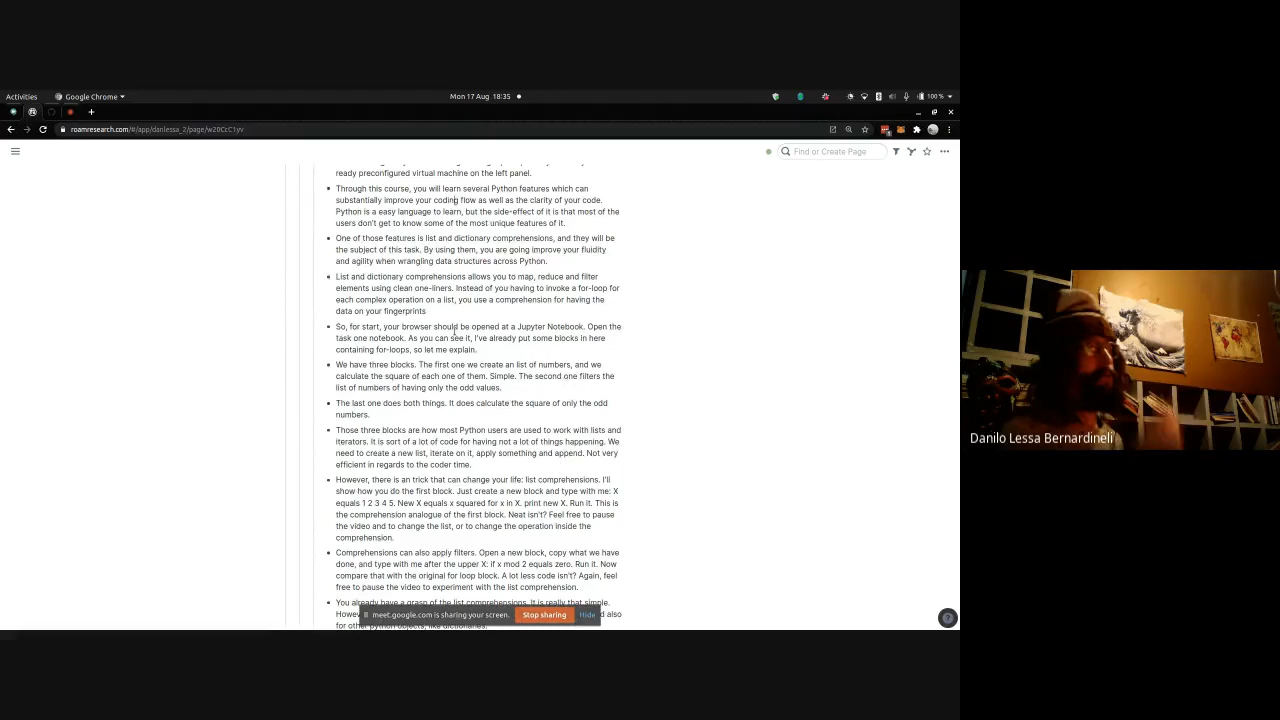 Activities
Google Chrome
Mon 17 Aug 18:35
100 %
roamresearch.com/#/app/danlessa_2/page/w20CcC1yv
Find or Create Page
ready preconfigured virtual machine on the left panel.
Through this course, you will learn several Python features which can
substantially improve your coding flow as well as the clarity of your code.
Python is a easy language to learn, but the side-effect of it is that most of the
users don't get to know some of the most unique features of it.
One of those features is list and dictionary comprehensions, and they will be
the subject of this task. By using them, you are going improve your fluidity
and agility when wrangling data structures across Python.
List and dictionary comprehensions allows you to map, reduce and filter
elements using clean one-liners. Instead of you having to invoke a for-loop for
each complex operation on a list, you use a comprehension for having the
data on your fingerprints
So, for start, your browser should be opened at a Jupyter Notebook. Open the
task one notebook. As you can see it, I've already put some blocks in here
containing for-loops, so let me explain.
We have three blocks. The first one we create an list of numbers, and we
calculate the square of each one of them. Simple. The second one filters the
list of numbers of having only the odd values.
The last one does both things. It does calculate the square of only the odd
numbers.
Those three blocks are how most Python users are used to work with lists and
iterators. It is sort of a lot of code for having not a lot of things happening. We
need to create a new list, iterate on it, apply something and append. Not very
efficient in regards to the coder time.
However, there is an trick that can change your life: list comprehensions. I'll
show how you do the first block. Just create a new block and type with me: X
equals 1 2 3 4 5. New X equals x squared for x in X. print new X. Run it. This is
the comprehension analogue of the first block. Neat isn't? Feel free to pause
the video and to change the list, or to change the operation inside the
comprehension.
Comprehensions can also apply filters. Open a new block, copy what we have
done, and type with me after the upper X: if x mod 2 equals zero. Run it. Now
compare that with the original for loop block. A lot less code isn't? Again, feel
free to pause the video to experiment with the list comprehension.
You already have a grasp of the list comprehensions. It is really that simple.
d also
for other python objects, like dictionaries.
meet.google.com is sharing your screen.
Stop sharing
Hide
Danilo Lessa Bernardineli